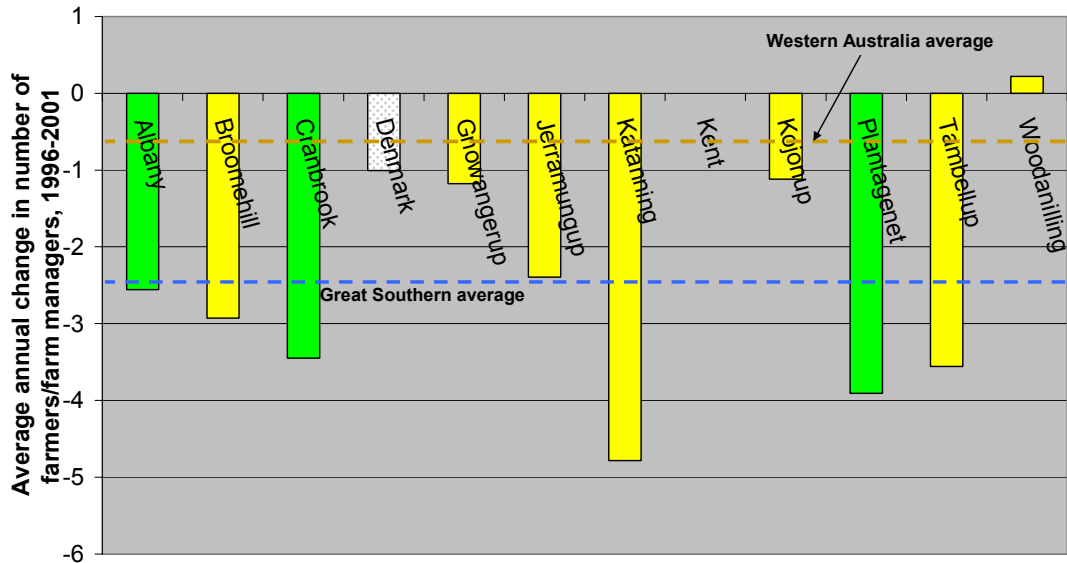 Average annual change in number of
farmers/farm managers, 1996-2001
1
0
-1
-2
-3
-4
-5
-6
Western Australia average
Albany
Broomehill
Cranbrook
Denmark
Gnowangerup
Jerramungup
Katanning
Kent
Kojonup
Plantagenet
Tambellup
Woodanilling
Great Southern average